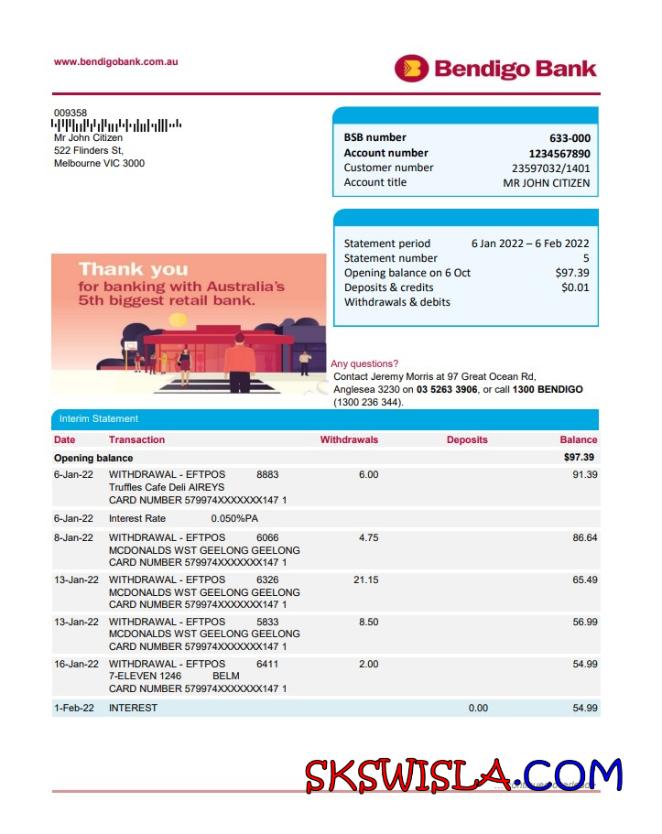 www.bendigobank.com.au
Bendigo Bank
009358
Mr John Citizen
522 Flinders St,
Melbourne VIC 3000
BSB number 633-000
Account number 1234567890
Customer number 23597032/1401
Account title MR JOHN CITIZEN
Statement period 6 Jan 2022 – 6 Feb 2022
Statement number 5
Opening balance on 6 Oct $97.39
Deposits & credits $0.01
Withdrawals & debits
Thank you
for banking with Australia's
5th biggest retail bank.
Any questions?
Contact Jeremy Morris at 97 Great Ocean Rd,
Anglesea 3230 on 03 5263 3906, or call 1300 BENDIGO
(1300 236 344).
Interim Statement
Date Transaction Withdrawals Deposits Balance
Opening balance $97.39
6-Jan-22 WITHDRAWAL - EFTPOS 8883 6.00 91.39
Truffles Cafe Deli AIREYS
CARD NUMBER 579974XXXXXXX147 1
6-Jan-22 Interest Rate 0.050%PA
8-Jan-22 WITHDRAWAL - EFTPOS 6066 4.75 86.64
MCDONALDS WST GEELONG GEELONG
CARD NUMBER 579974XXXXXXX147 1
13-Jan-22 WITHDRAWAL - EFTPOS 6326 21.15 65.49
MCDONALDS WST GEELONG GEELONG
CARD NUMBER 579974XXXXXXX147 1
13-Jan-22 WITHDRAWAL - EFTPOS 5833 8.50 56.99
MCDONALDS WST GEELONG GEELONG
CARD NUMBER 579974XXXXXXX147 1
16-Jan-22 WITHDRAWAL - EFTPOS 6411 2.00 54.99
7-ELEVEN 1246 BELM
CARD NUMBER 579974XXXXXXX147 1
1-Feb-22 INTEREST 0.00 54.99
SKSWISLA.COM